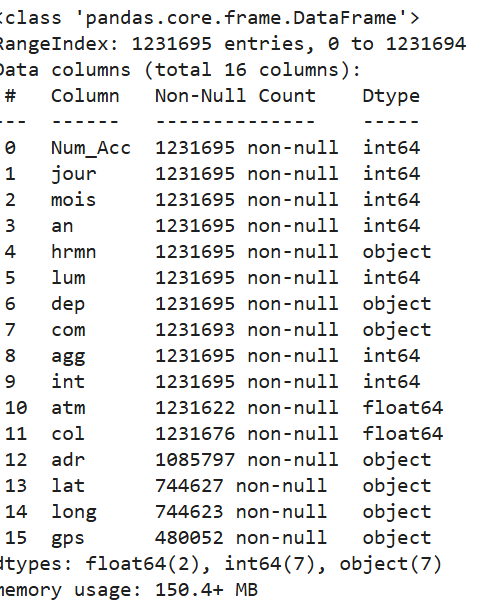 <class 'pandas.core.frame.DataFrame'>
RangeIndex: 1231695 entries, 0 to 1231694
Data columns (total 16 columns):
 #   Column   Non-Null Count    Dtype
---  ------   --------------    -----
 0   Num_Acc  1231695 non-null  int64
 1   jour     1231695 non-null  int64
 2   mois     1231695 non-null  int64
 3   an       1231695 non-null  int64
 4   hrmn     1231695 non-null  object
 5   lum      1231695 non-null  int64
 6   dep      1231695 non-null  object
 7   com      1231693 non-null  object
 8   agg      1231695 non-null  int64
 9   int      1231695 non-null  int64
 10  atm      1231622 non-null  float64
 11  col      1231676 non-null  float64
 12  adr      1085797 non-null  object
 13  lat      744627 non-null   object
 14  long     744623 non-null   object
 15  gps      480052 non-null   object
dtypes: float64(2), int64(7), object(7)
memory usage: 150.4+ MB